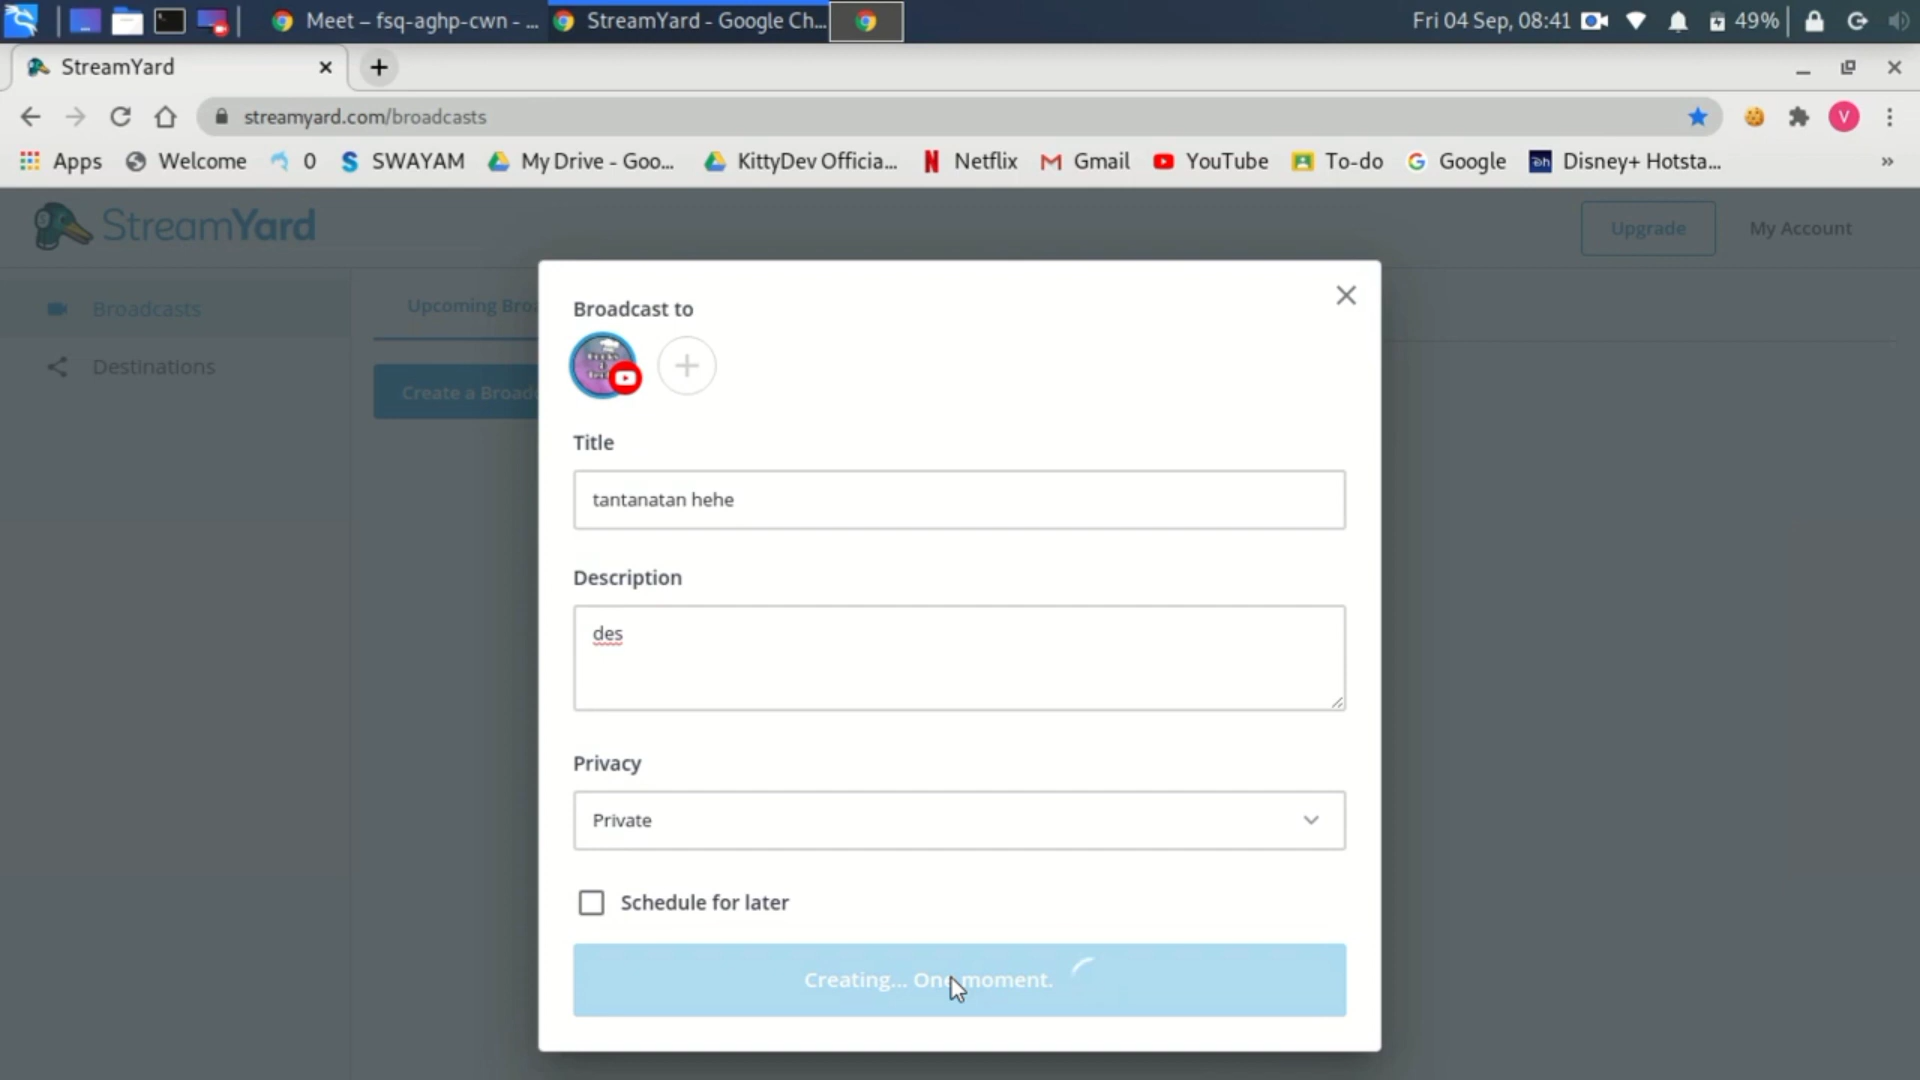 Meet – fsq-aghp-cwn - ...
StreamYard - Google Ch...
Fri 04 Sep, 08:41
49%
StreamYard
streamyard.com/broadcasts
V
Apps
Welcome
0
SWAYAM
My Drive - Goo...
KittyDev Officia...
Netflix
Gmail
YouTube
To-do
Google
Disney+ Hotsta...
»
StreamYard
Upgrade
My Account
Broadcasts
Destinations
Upcoming Bro
Create a Broad
Broadcast to
Title
tantanatan hehe
Description
des
Privacy
Private
Schedule for later
Creating... One moment.